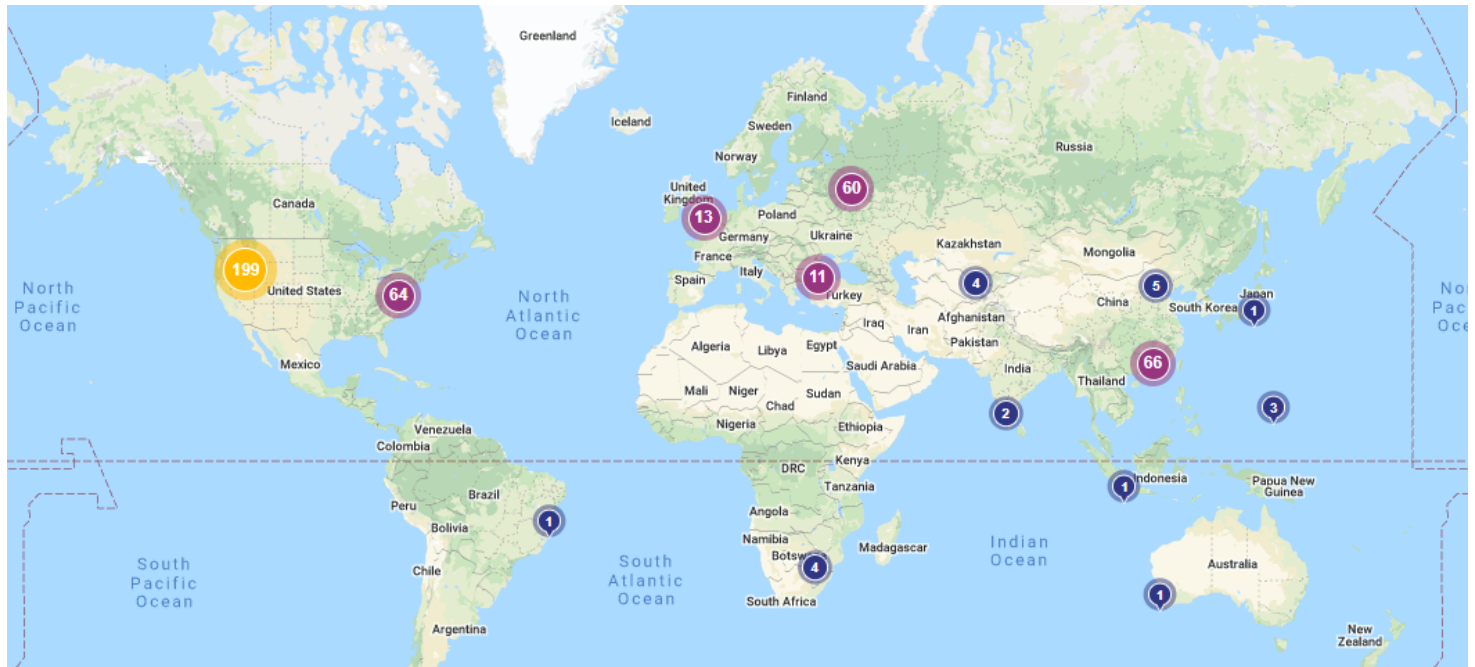 Greenland
Iceland
Finland
Sweden
Norway
Russia
United
Kingdom
60
13
Poland
Canada
Germany
Ukraine
Kazakhstan
Mongolia
France
Italy
199
64
11
4
5
Spain
Turkey
United States
China
Japan
South Korea
1
North
Pacific
Ocean
North
Atlantic
Ocean
Afghanistan
Iraq
Iran
Pakistan
Algeria
Libya
Egypt
Saudi Arabia
India
66
Mexico
Thailand
Mali
Niger
Sudan
Chad
2
3
Nigeria
Ethiopia
Venezuela
Colombia
DRC
Kenya
Tanzania
1
Indonesia
Papua New
Guinea
Brazil
Peru
Bolivia
1
Angola
Namibia
Botsw
Madagascar
4
Indian
Ocean
South
Pacific
Ocean
South
Atlantic
Ocean
Chile
Australia
1
South Africa
Argentina
New
Zealand
No
Pac
Oce